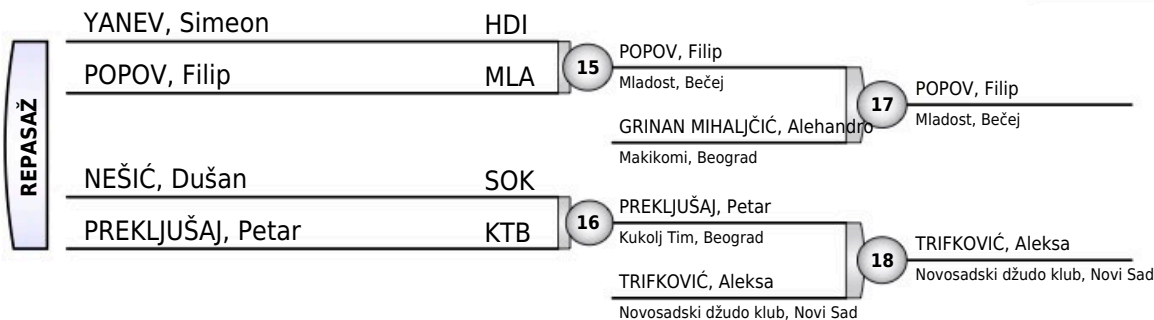 REPASAŽ
YANEV, Simeon HDI
POPOV, Filip MLA
15
POPOV, Filip
Mladost, Bečej
GRINAN MIHALJČIĆ, Alehandro
Makikomi, Beograd
17
POPOV, Filip
Mladost, Bečej
NEŠIĆ, Dušan SOK
PREKLJUŠAJ, Petar KTB
16
PREKLJUŠAJ, Petar
Kukolj Tim, Beograd
TRIFKOVIĆ, Aleksa
Novosadski džudo klub, Novi Sad
18
TRIFKOVIĆ, Aleksa
Novosadski džudo klub, Novi Sad